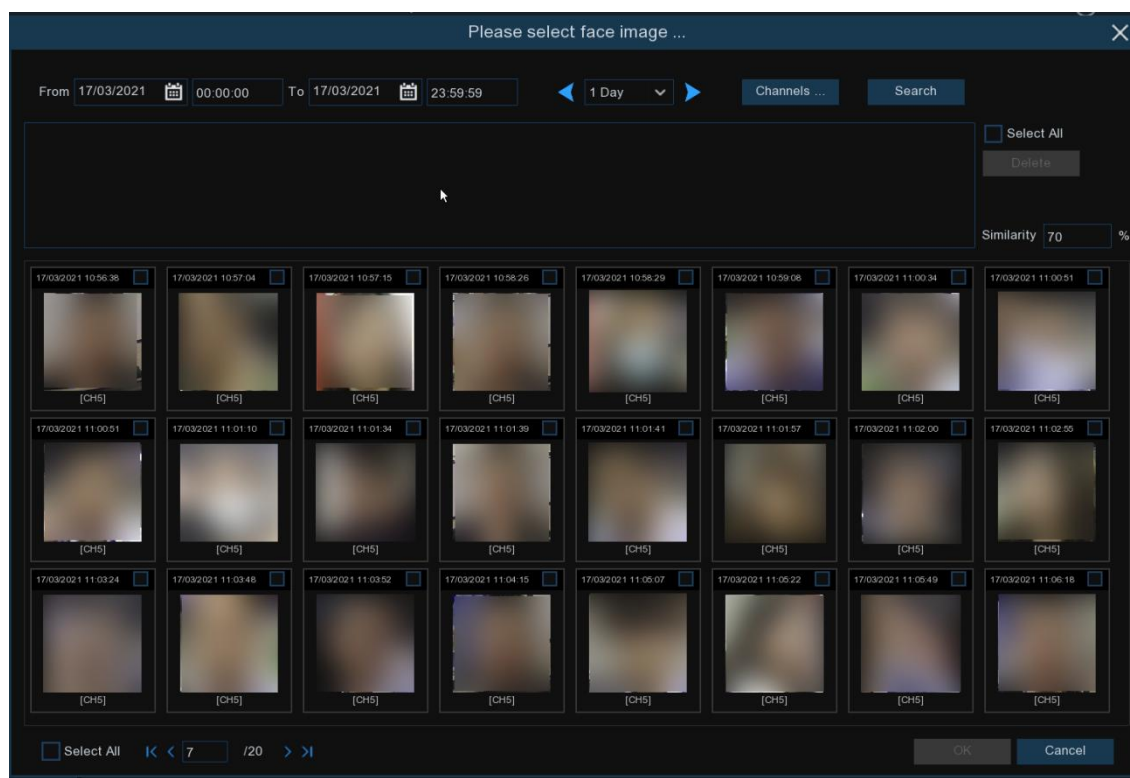 Please select face image ...
From 17/03/2021 00:00:00 To 17/03/2021 23:59:59 1 Day Channels ... Search
Select All
Delete
Similarity 70 %
17/03/2021 10:56:38 17/03/2021 10:57:04 17/03/2021 10:57:15 17/03/2021 10:58:26 17/03/2021 10:58:29 17/03/2021 10:59:08 17/03/2021 11:00:34 17/03/2021 11:00:51
[CH5] [CH5] [CH5] [CH5] [CH5] [CH5] [CH5] [CH5]
17/03/2021 11:00:51 17/03/2021 11:01:10 17/03/2021 11:01:34 17/03/2021 11:01:39 17/03/2021 11:01:41 17/03/2021 11:01:57 17/03/2021 11:02:00 17/03/2021 11:02:55
[CH5] [CH5] [CH5] [CH5] [CH5] [CH5] [CH5] [CH5]
17/03/2021 11:03:24 17/03/2021 11:03:48 17/03/2021 11:03:52 17/03/2021 11:04:15 17/03/2021 11:05:07 17/03/2021 11:05:22 17/03/2021 11:05:49 17/03/2021 11:06:18
[CH5] [CH5] [CH5] [CH5] [CH5] [CH5] [CH5] [CH5]
Select All 7 /20 OK Cancel